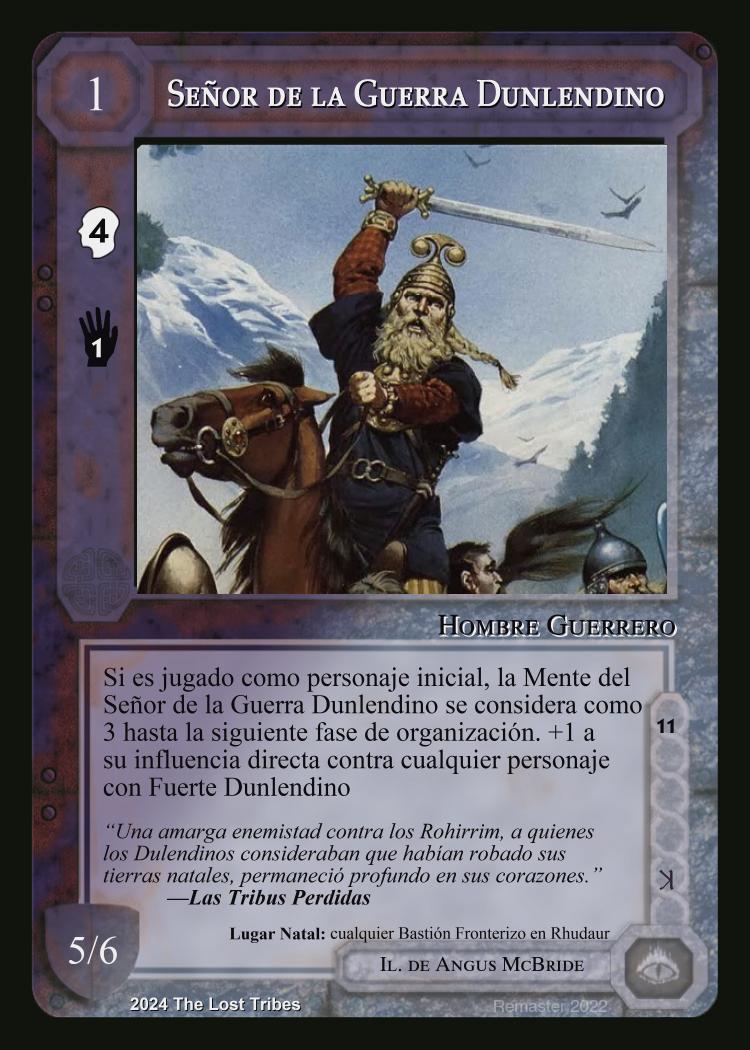 1
Señor de la Guerra Dunlendino
4
1
Hombre Guerrero
Si es jugado como personaje inicial, la Mente del
Señor de la Guerra Dunlendino se considera como
3 hasta la siguiente fase de organización. +1 a
su influencia directa contra cualquier personaje
con Fuerte Dunlendino
11
“Una amarga enemistad contra los Rohirrim, a quienes
los Dulendinos consideraban que habían robado sus
tierras natales, permaneció profundo en sus corazones.”
—Las Tribus Perdidas
Lugar Natal: cualquier Bastión Fronterizo en Rhudaur
5/6
Il. de Angus McBride
2024 The Lost Tribes
Remaster 2022